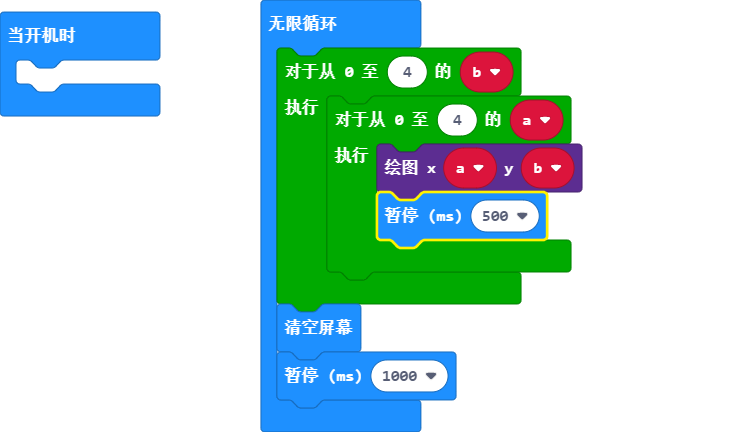 当开机时
无限循环
对于从 0 至 4 的 b
执行
对于从 0 至 4 的 a
执行
绘图 x a y b
暂停 (ms) 500
清空屏幕
暂停 (ms) 1000